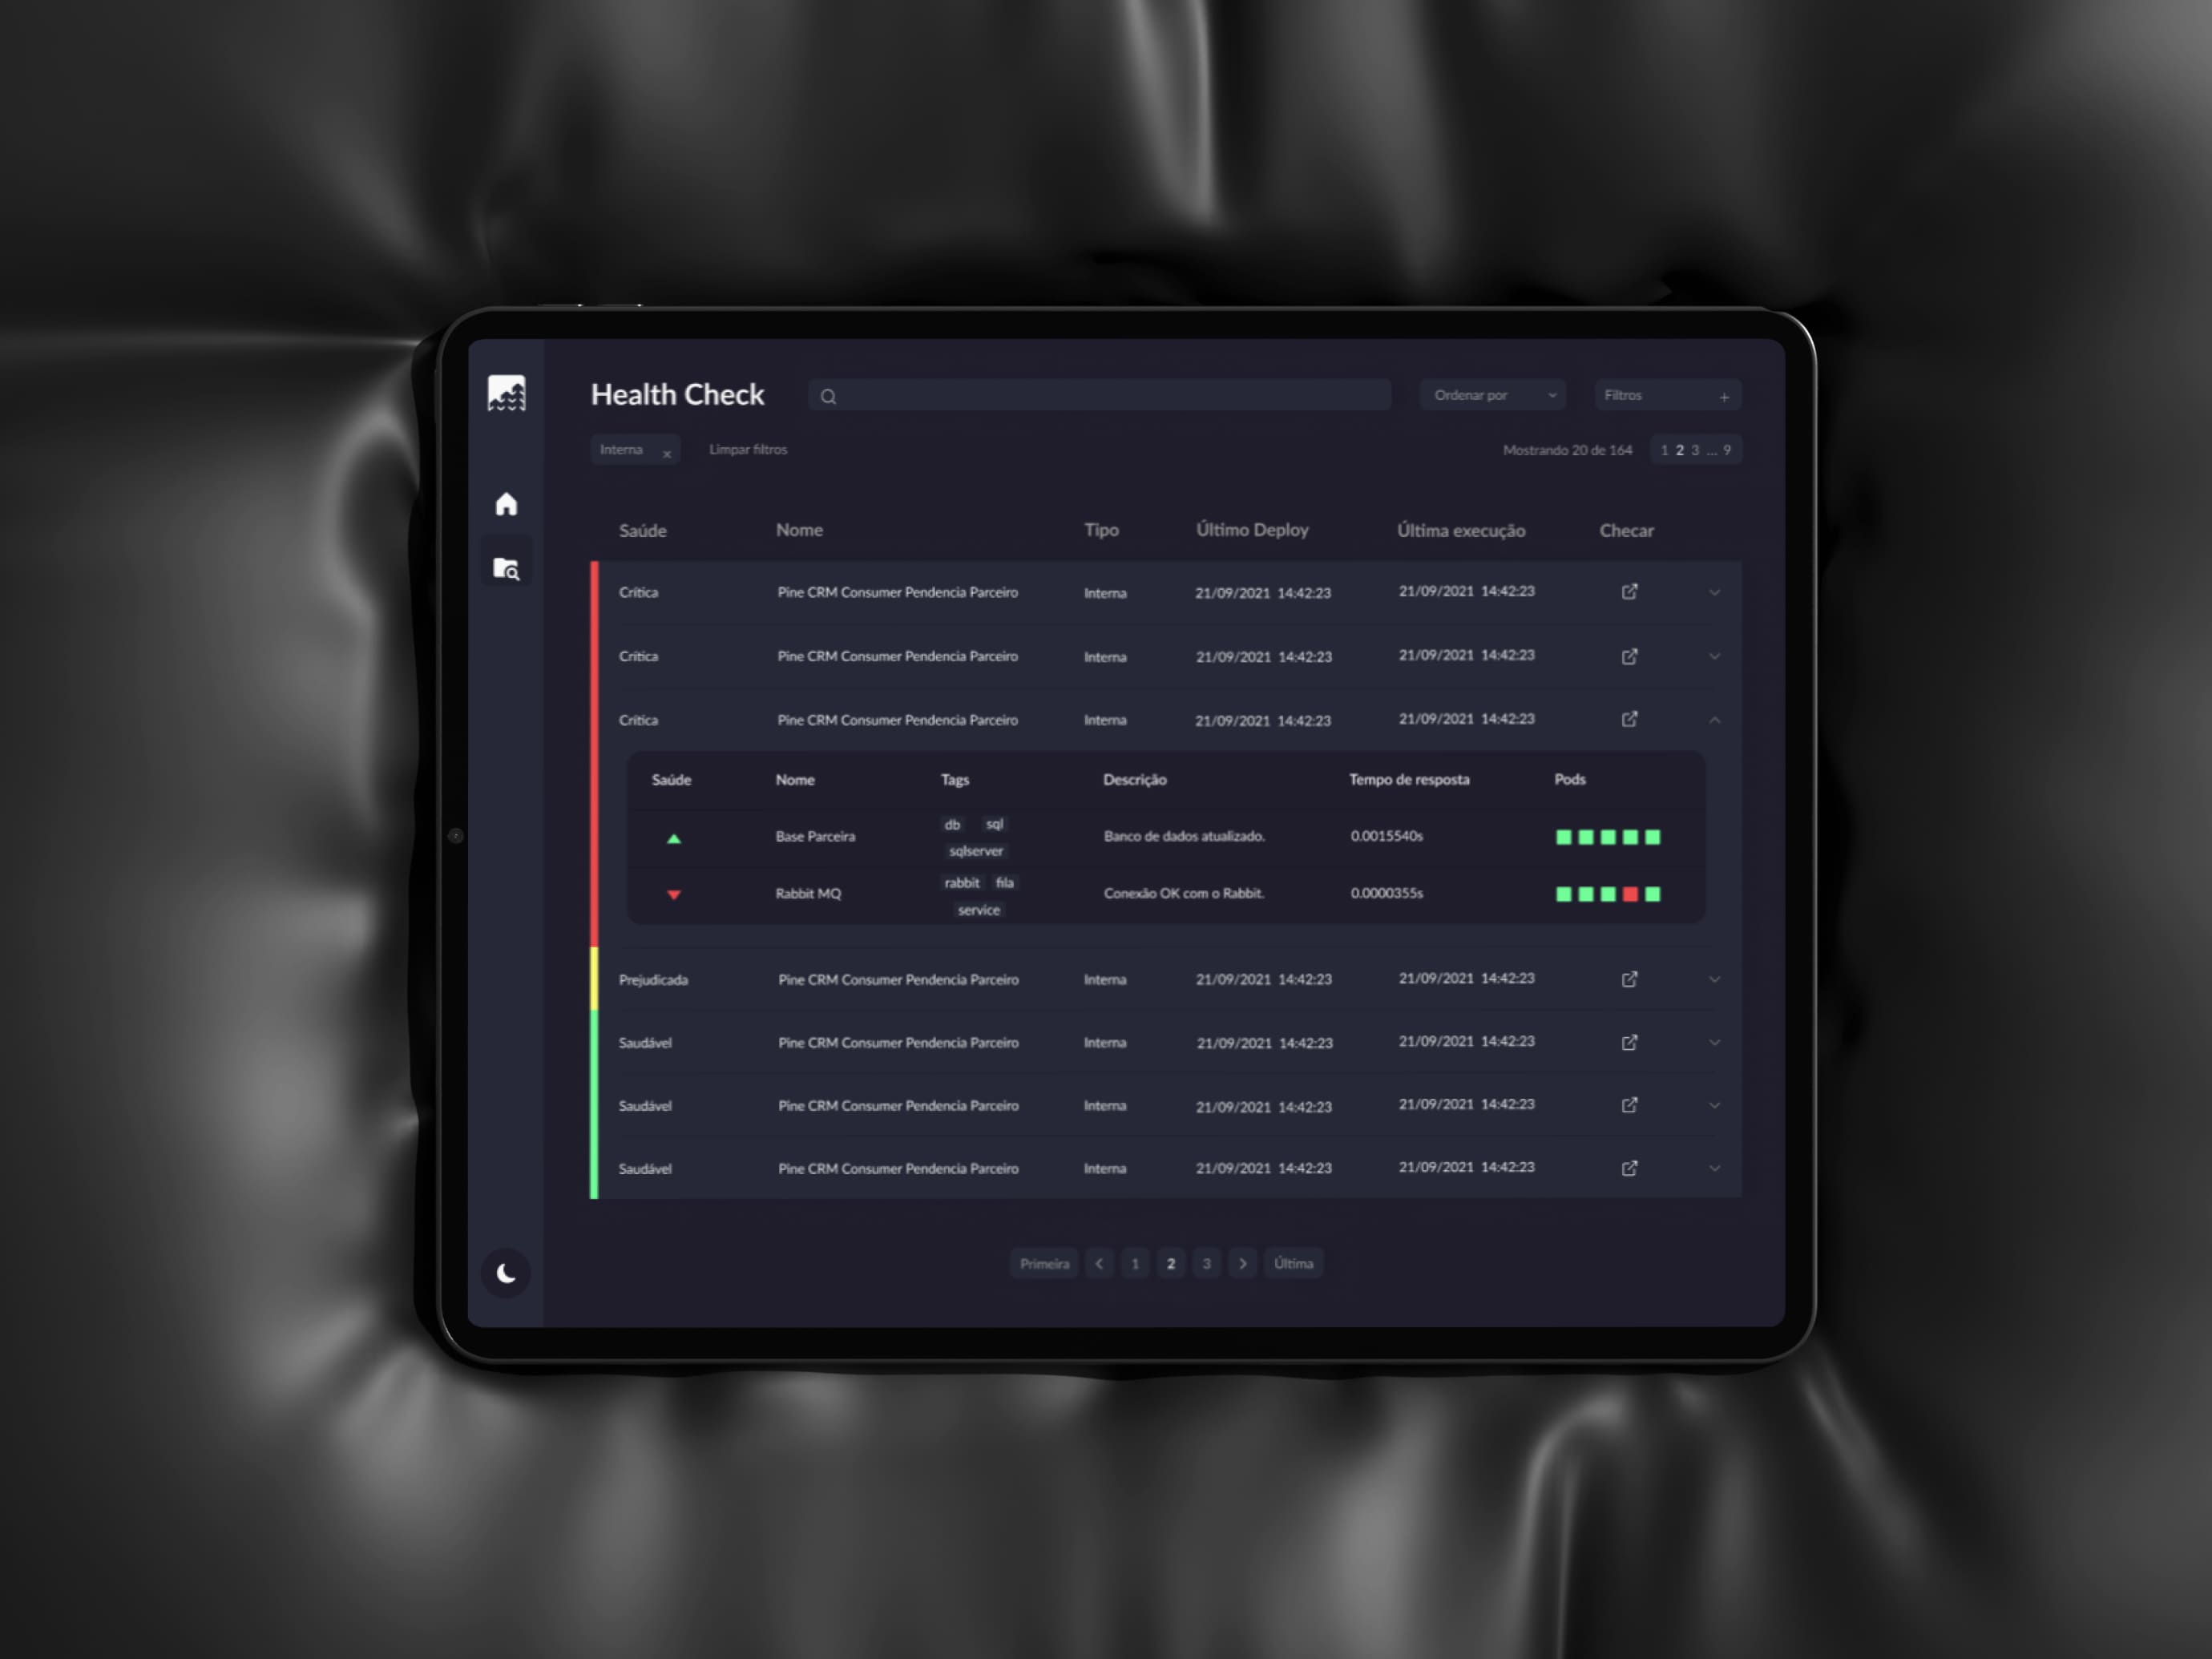 Health Check
Ordenar por
Filtros +
Interna x Limpar filtros
Mostrando 20 de 164 1 2 3 ... 9
Saúde Nome Tipo Último Deploy Última execução Checar
Crítica Pine CRM Consumer Pendencia Parceiro Interna 21/09/2021 14:42:23 21/09/2021 14:42:23
Crítica Pine CRM Consumer Pendencia Parceiro Interna 21/09/2021 14:42:23 21/09/2021 14:42:23
Crítica Pine CRM Consumer Pendencia Parceiro Interna 21/09/2021 14:42:23 21/09/2021 14:42:23
Saúde Nome Tags Descrição Tempo de resposta Pods
Base Parceira db sql sqlserver Banco de dados atualizado. 0.0015540s
Rabbit MQ rabbit fila service Conexão OK com o Rabbit. 0.0000355s
Prejudicada Pine CRM Consumer Pendencia Parceiro Interna 21/09/2021 14:42:23 21/09/2021 14:42:23
Saudável Pine CRM Consumer Pendencia Parceiro Interna 21/09/2021 14:42:23 21/09/2021 14:42:23
Saudável Pine CRM Consumer Pendencia Parceiro Interna 21/09/2021 14:42:23 21/09/2021 14:42:23
Saudável Pine CRM Consumer Pendencia Parceiro Interna 21/09/2021 14:42:23 21/09/2021 14:42:23
Primeira < 1 2 3 > Última